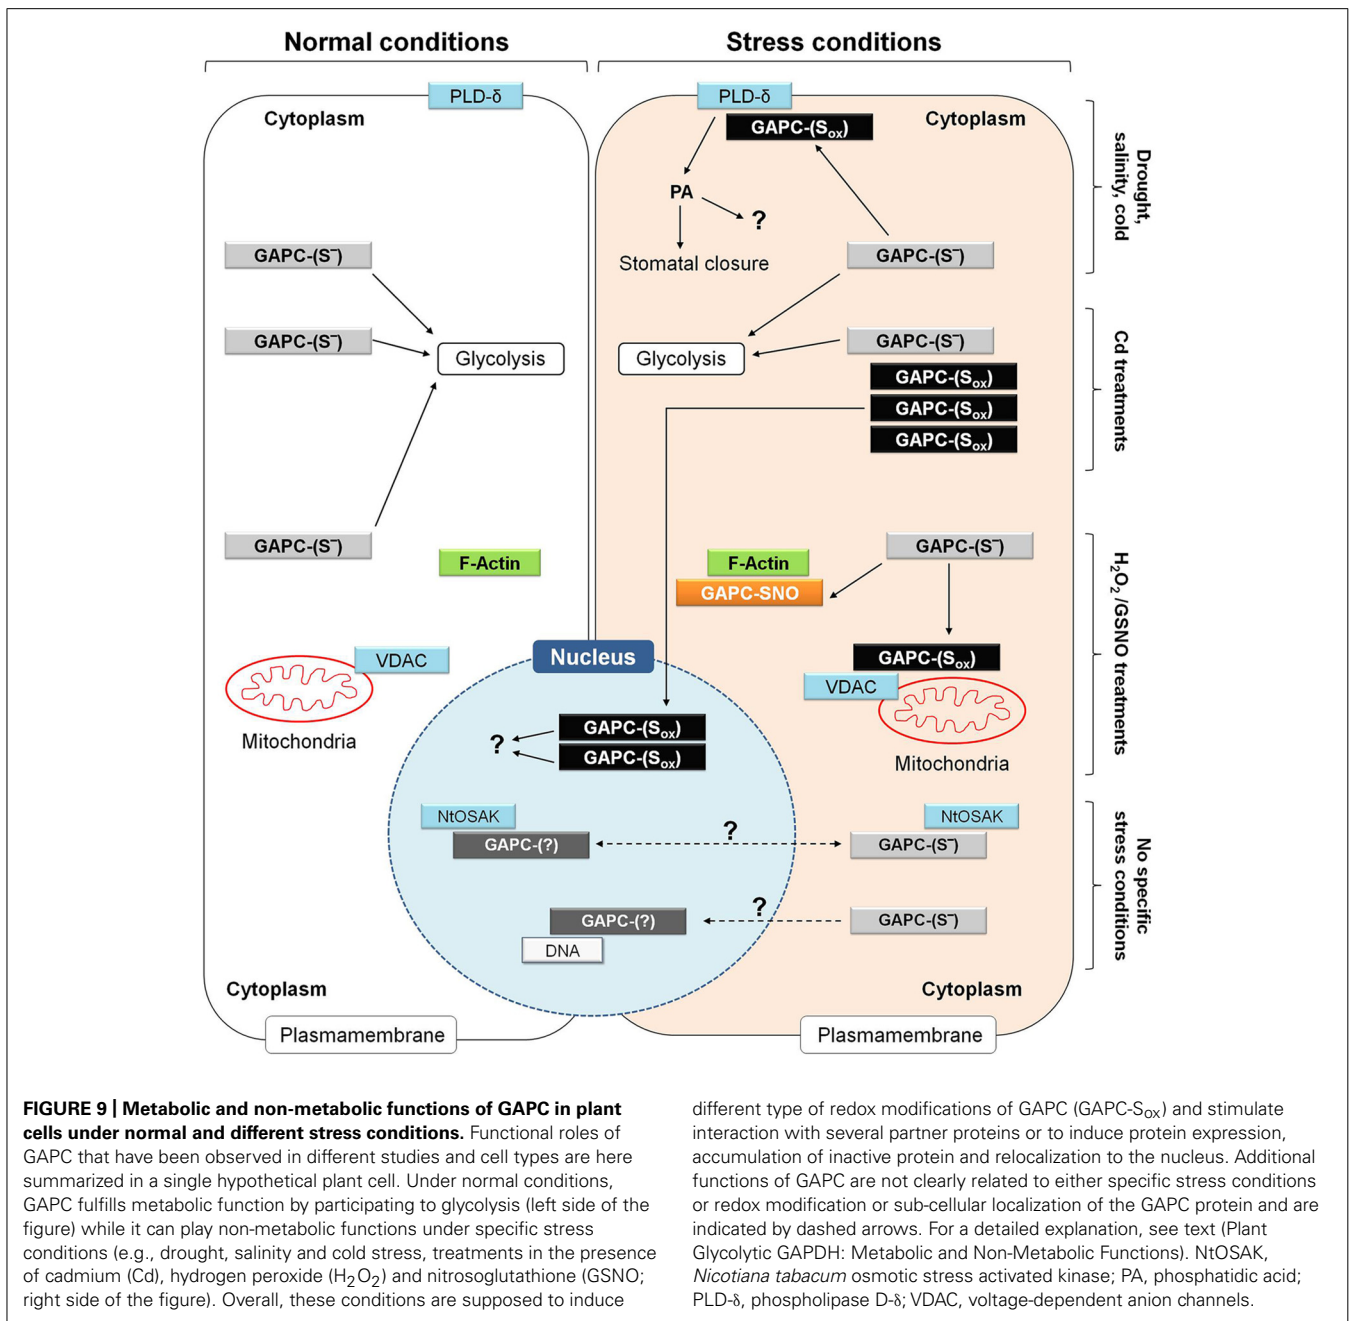 Normal conditions
Stress conditions
PLD-δ
Cytoplasm
GAPC-(S⁻)
GAPC-(S⁻)
Glycolysis
GAPC-(S⁻)
F-Actin
VDAC
Mitochondria
PLD-δ
GAPC-(Sox)
Cytoplasm
PA
?
Stomatal closure
GAPC-(S⁻)
Glycolysis
GAPC-(S⁻)
GAPC-(Sox)
GAPC-(Sox)
GAPC-(Sox)
GAPC-(S⁻)
F-Actin
GAPC-SNO
GAPC-(Sox)
VDAC
Mitochondria
Nucleus
GAPC-(Sox)
?
GAPC-(Sox)
NtOSAK
GAPC-(?)
?
NtOSAK
GAPC-(S⁻)
GAPC-(?)
?
GAPC-(S⁻)
DNA
Cytoplasm
Cytoplasm
Plasmamembrane
Plasmamembrane
Drought,
salinity, cold
Cd treatments
H₂O₂ /GSNO treatments
No specific
stress conditions
FIGURE 9 | Metabolic and non-metabolic functions of GAPC in plant
cells under normal and different stress conditions. Functional roles of
GAPC that have been observed in different studies and cell types are here
summarized in a single hypothetical plant cell. Under normal conditions,
GAPC fulfills metabolic function by participating to glycolysis (left side of the
figure) while it can play non-metabolic functions under specific stress
conditions (e.g., drought, salinity and cold stress, treatments in the presence
of cadmium (Cd), hydrogen peroxide (H₂O₂) and nitrosoglutathione (GSNO;
right side of the figure). Overall, these conditions are supposed to induce
different type of redox modifications of GAPC (GAPC-Sox) and stimulate
interaction with several partner proteins or to induce protein expression,
accumulation of inactive protein and relocalization to the nucleus. Additional
functions of GAPC are not clearly related to either specific stress conditions
or redox modification or sub-cellular localization of the GAPC protein and are
indicated by dashed arrows. For a detailed explanation, see text (Plant
Glycolytic GAPDH: Metabolic and Non-Metabolic Functions). NtOSAK,
Nicotiana tabacum osmotic stress activated kinase; PA, phosphatidic acid;
PLD-δ, phospholipase D-δ; VDAC, voltage-dependent anion channels.